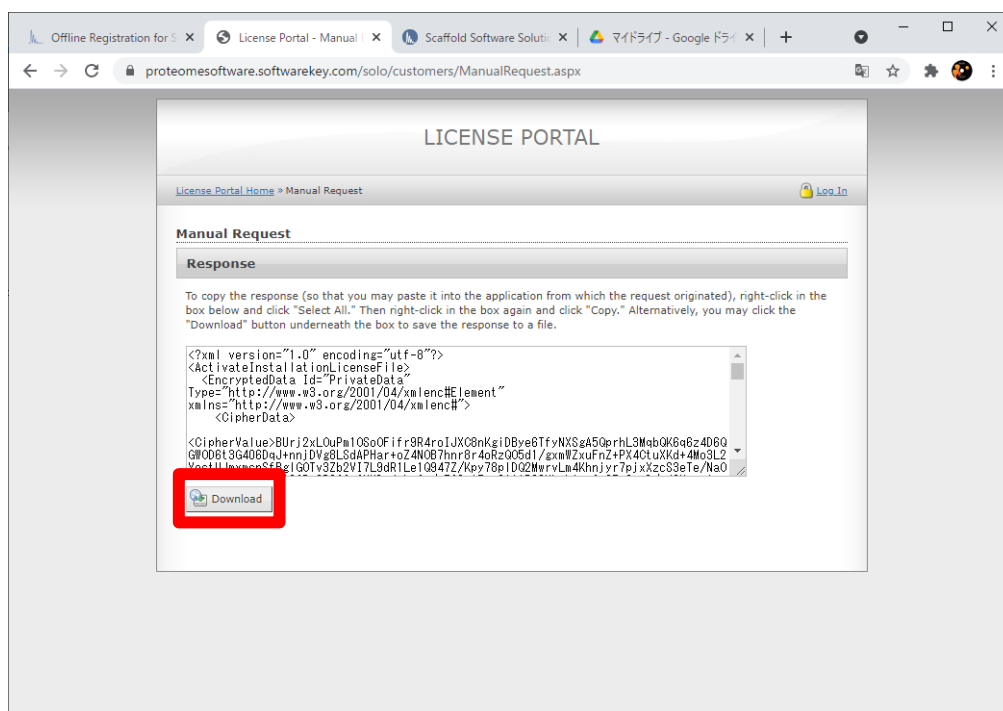 Offline Registration for S
License Portal - Manual
Scaffold Software Soluti
マイドライブ - Google ドライ
proteomesoftware.softwarekey.com/solo/customers/ManualRequest.aspx
LICENSE PORTAL
License Portal Home » Manual Request
Log In
Manual Request
Response
To copy the response (so that you may paste it into the application from which the request originated), right-click in the
box below and click "Select All." Then right-click in the box again and click "Copy." Alternatively, you may click the
"Download" button underneath the box to save the response to a file.
<?xml version="1.0" encoding="utf-8"?>
<ActivateInstallationLicenseFile>
<EncryptedData Id="PrivateData"
Type="http://www.w3.org/2001/04/xmlenc#Element"
xmlns="http://www.w3.org/2001/04/xmlenc#">
<CipherData>
Download